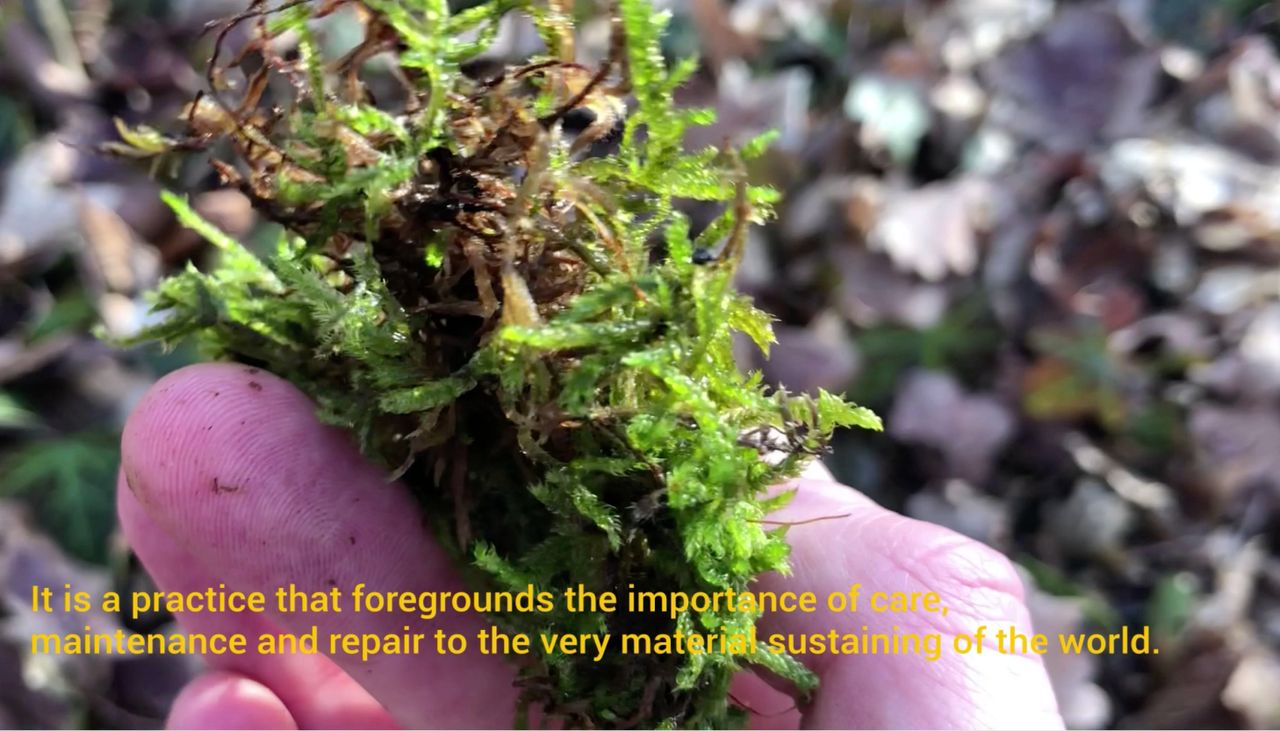 It is a practice that foregrounds the importance of care,
maintenance and repair to the very material sustaining of the world.